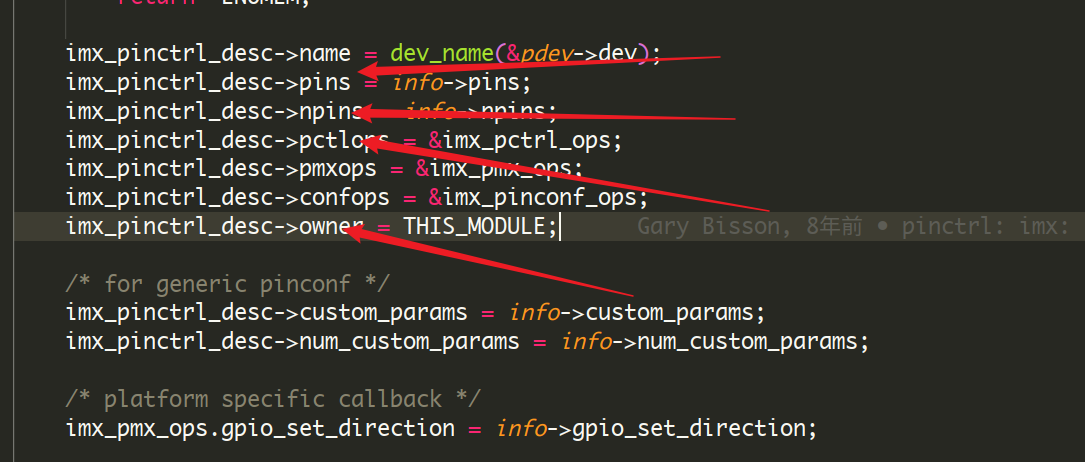 return -ENOMEM;
imx_pinctrl_desc->name = dev_name(&pdev->dev);
imx_pinctrl_desc->pins = info->pins;
imx_pinctrl_desc->npins = info->npins;
imx_pinctrl_desc->pctlops = &imx_pctrl_ops;
imx_pinctrl_desc->pmxops = &imx_pmx_ops;
imx_pinctrl_desc->confops = &imx_pinconf_ops;
imx_pinctrl_desc->owner = THIS_MODULE; Gary Bisson, 8年前 • pinctrl: imx:
/* for generic pinconf */
imx_pinctrl_desc->custom_params = info->custom_params;
imx_pinctrl_desc->num_custom_params = info->num_custom_params;
/* platform specific callback */
imx_pmx_ops.gpio_set_direction = info->gpio_set_direction;